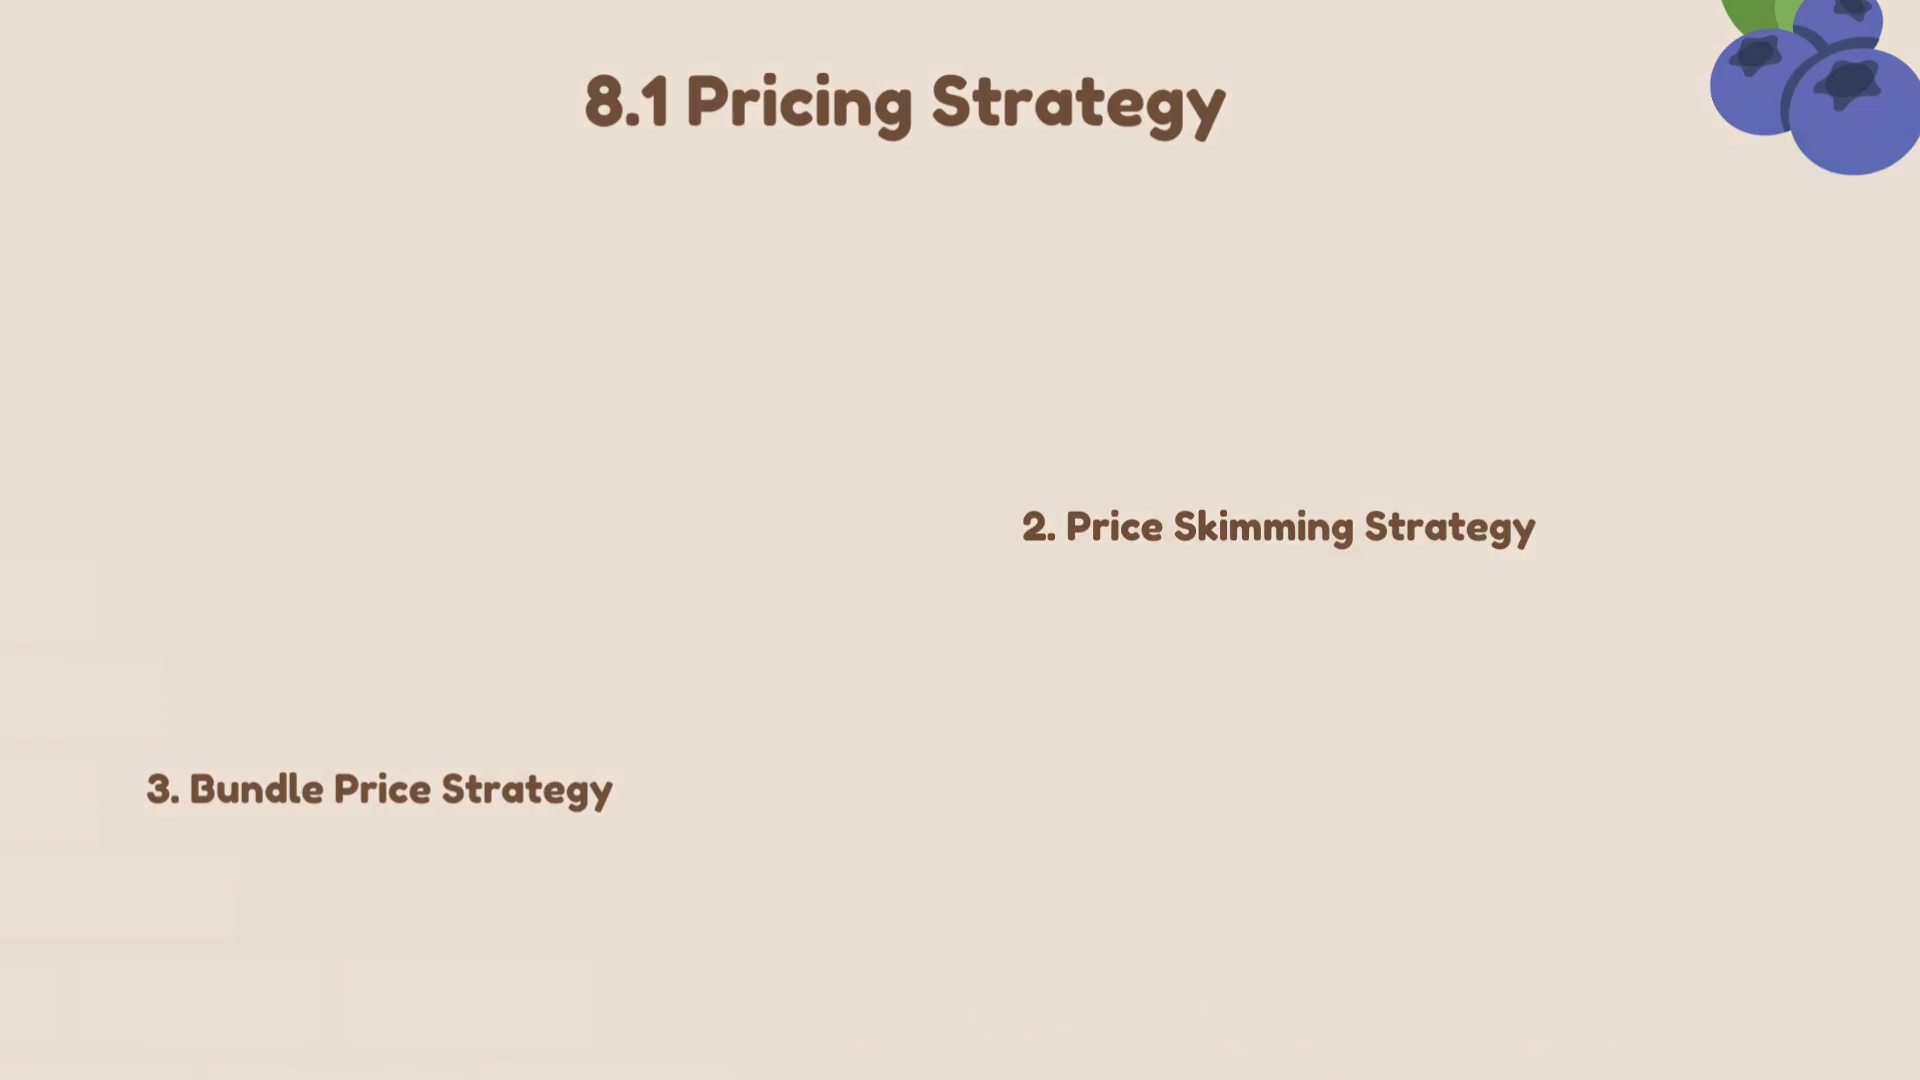 8.1 Pricing Strategy
2. Price Skimming Strategy
3. Bundle Price Strategy